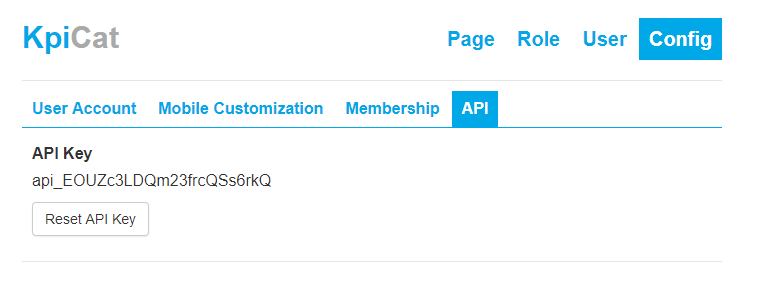 KpiCat
Page Role User Config
User Account Mobile Customization Membership API
API Key
api_EOUZc3LDQm23frcQSs6rkQ
Reset API Key